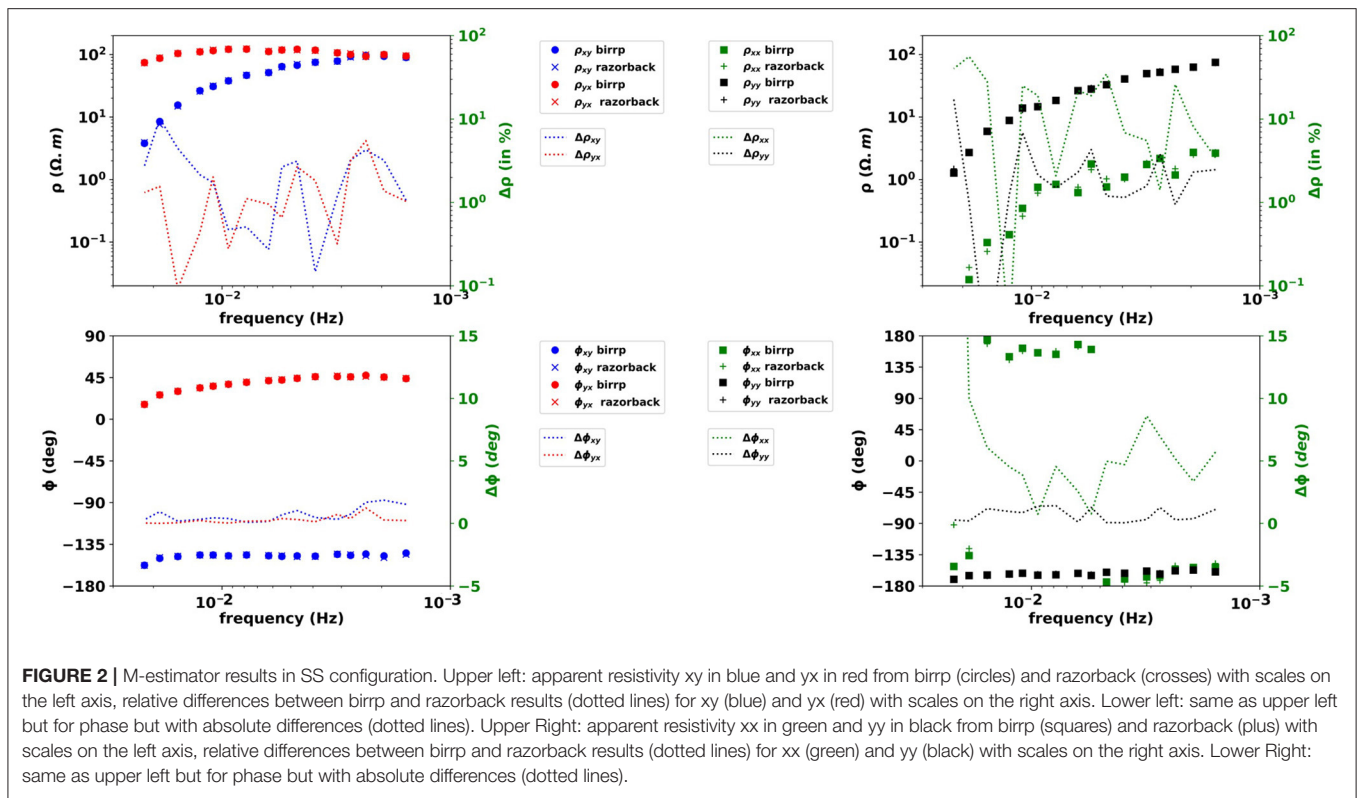 10²
10¹
10⁰
10⁻¹
ρ (Ω. m)
10²
10¹
10⁰
10⁻¹
Δρ (in %)
10⁻²
10⁻³
frequency (Hz)
ρxy birrp
ρxy razorback
ρyx birrp
ρyx razorback
Δρxy
Δρyx
ρxx birrp
ρxx razorback
ρyy birrp
ρyy razorback
Δρxx
Δρyy
10²
10¹
10⁰
10⁻¹
ρ (Ω. m)
10²
10¹
10⁰
10⁻¹
Δρ (in %)
10⁻²
10⁻³
frequency (Hz)
90
45
0
−45
−90
−135
−180
ϕ (deg)
15
10
5
0
−5
Δϕ (deg)
10⁻²
10⁻³
frequency (Hz)
ϕxy birrp
ϕxy razorback
ϕyx birrp
ϕyx razorback
Δϕxy
Δϕyx
ϕxx birrp
ϕxx razorback
ϕyy birrp
ϕyy razorback
Δϕxx
Δϕyy
180
135
90
45
0
−45
−90
−135
−180
ϕ (deg)
15
10
5
0
−5
Δϕ (deg)
10⁻²
10⁻³
frequency (Hz)
FIGURE 2 | M-estimator results in SS configuration. Upper left: apparent resistivity xy in blue and yx in red from birrp (circles) and razorback (crosses) with scales on
the left axis, relative differences between birrp and razorback results (dotted lines) for xy (blue) and yx (red) with scales on the right axis. Lower left: same as upper left
but for phase but with absolute differences (dotted lines). Upper Right: apparent resistivity xx in green and yy in black from birrp (squares) and razorback (plus) with
scales on the left axis, relative differences between birrp and razorback results (dotted lines) for xx (green) and yy (black) with scales on the right axis. Lower Right:
same as upper left but for phase but with absolute differences (dotted lines).